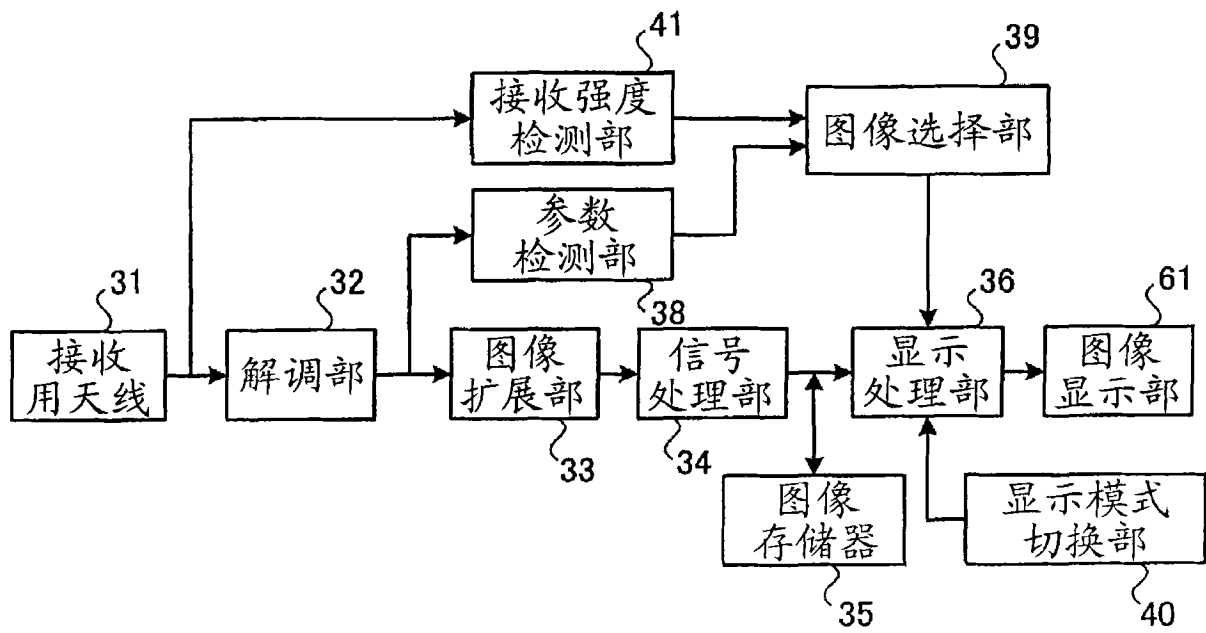 41
接收强度
检测部
39
图像选择部
参数
检测部
38
31
接收
用天线
32
解调部
图像
扩展部
33
信号
处理部
34
36
显示
处理部
61
图像
显示部
图像
存储器
35
显示模式
切换部
40